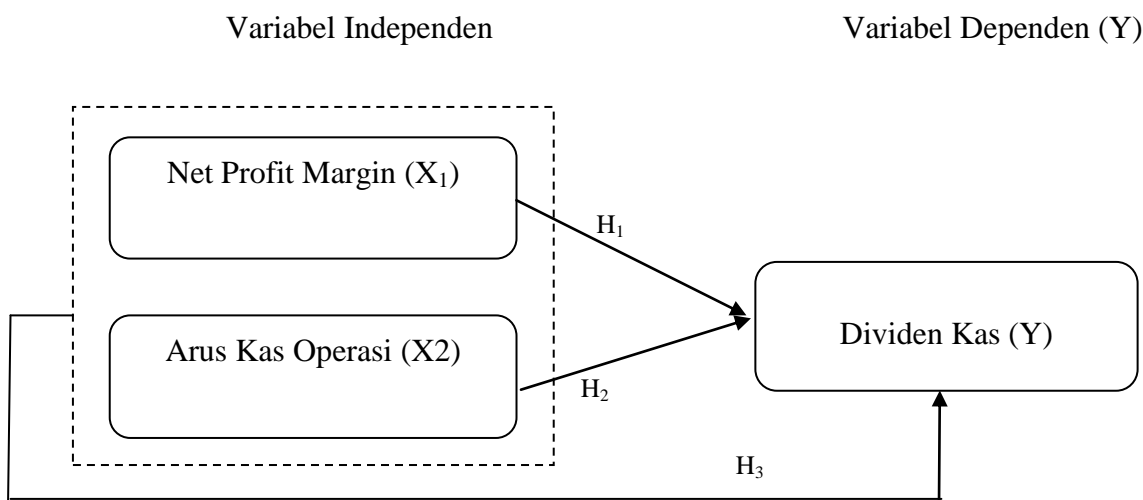 Variabel Independen
Variabel Dependen (Y)
Net Profit Margin (X₁)
H₁
Dividen Kas (Y)
Arus Kas Operasi (X2)
H₂
H₃